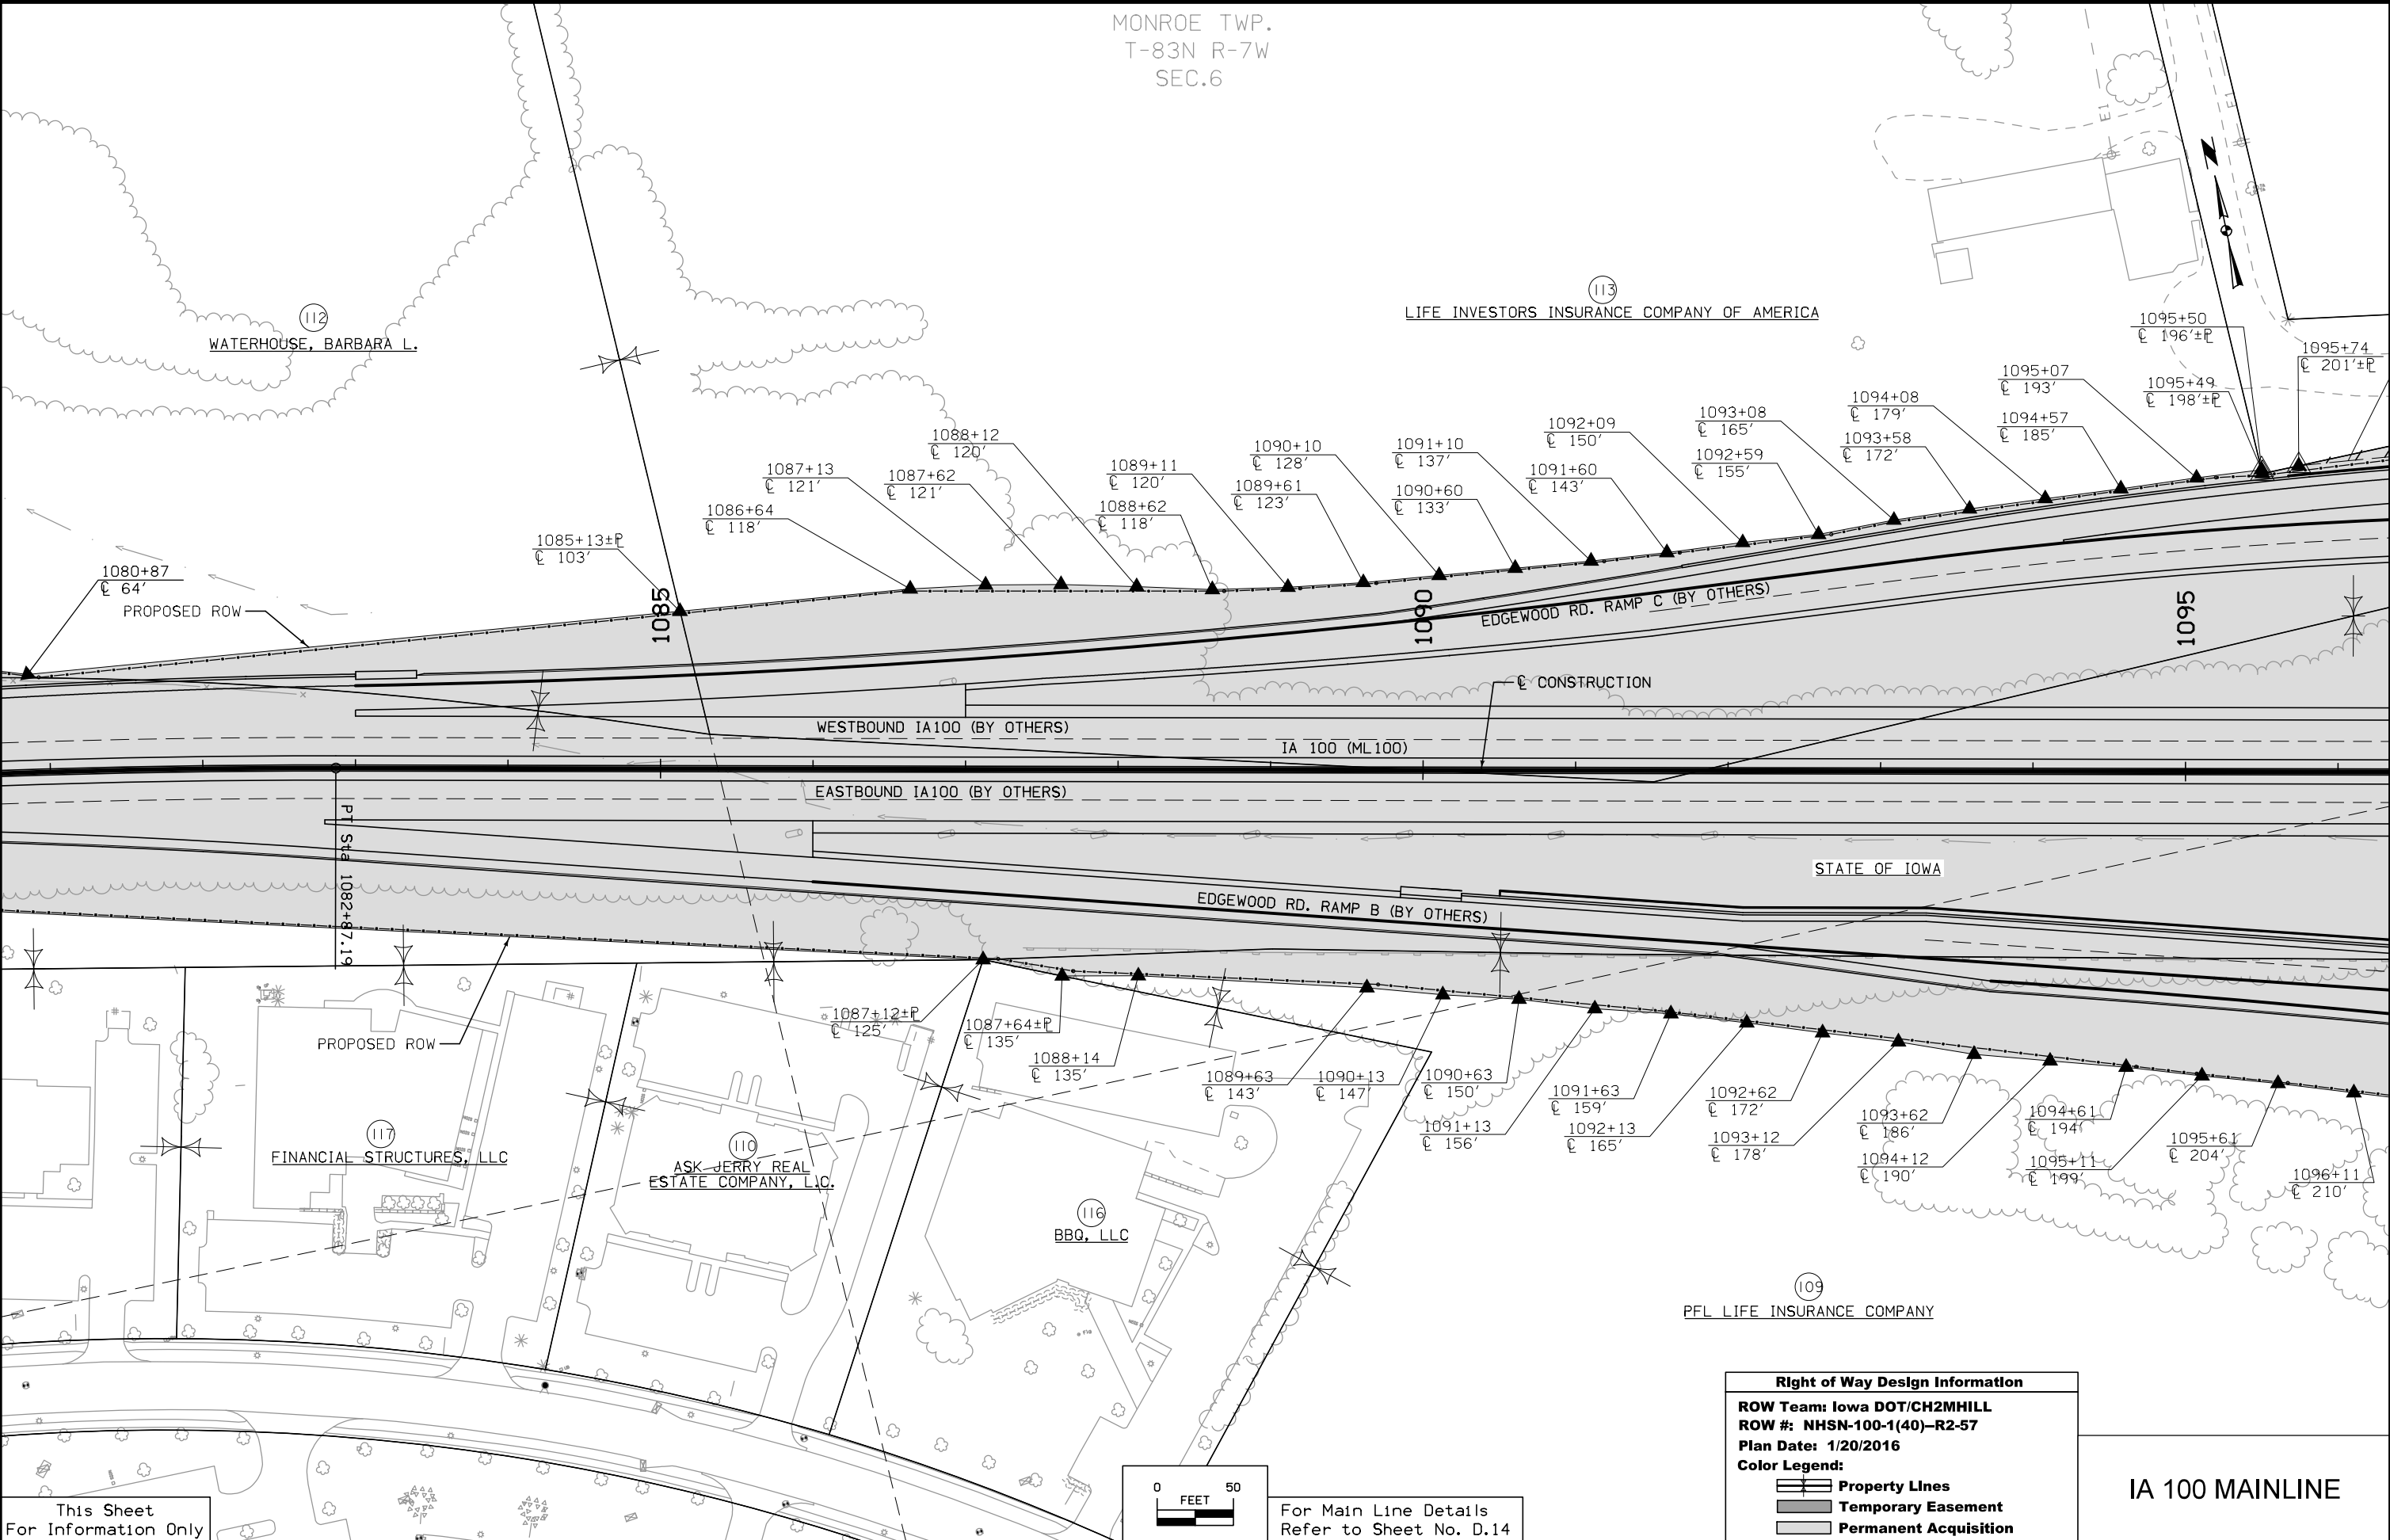 MONROE TWP.
T-83N R-7W
SEC.6
112
WATERHOUSE, BARBARA L.
113
LIFE INVESTORS INSURANCE COMPANY OF AMERICA
1080+87
℄ 64'
PROPOSED ROW
1085+13±℗L
℄ 103'
1085
1086+64
℄ 118'
1087+13
℄ 121'
1087+62
℄ 121'
1088+12
℄ 120'
1088+62
℄ 118'
1089+11
℄ 120'
1089+61
℄ 123'
1090+10
℄ 128'
1090+60
℄ 133'
1091+10
℄ 137'
1091+60
℄ 143'
1092+09
℄ 150'
1092+59
℄ 155'
1093+08
℄ 165'
1093+58
℄ 172'
1094+08
℄ 179'
1094+57
℄ 185'
1095+07
℄ 193'
1095+49
℄ 198'±PL
1095+50
℄ 196'±PL
1095+74
℄ 201'±PL
N
1090
1095
EDGEWOOD RD. RAMP C (BY OTHERS)
℄ CONSTRUCTION
WESTBOUND IA100 (BY OTHERS)
IA 100 (ML100)
EASTBOUND IA100 (BY OTHERS)
PT Sta 1082+87.19
STATE OF IOWA
EDGEWOOD RD. RAMP B (BY OTHERS)
PROPOSED ROW
1087+12±PL
℄ 125'
1087+64±PL
℄ 135'
1088+14
℄ 135'
1089+63
℄ 143'
1090+13
℄ 147'
1090+63
℄ 150'
1091+13
℄ 156'
1091+63
℄ 159'
1092+13
℄ 165'
1092+62
℄ 172'
1093+12
℄ 178'
1093+62
℄ 186'
1094+12
℄ 190'
1094+61
℄ 194'
1095+11
℄ 199'
1095+61
℄ 204'
1096+11
℄ 210'
117
FINANCIAL STRUCTURES, LLC
110
ASK JERRY REAL
ESTATE COMPANY, L.C.
116
BBQ, LLC
109
PFL LIFE INSURANCE COMPANY
This Sheet
For Information Only
0 50
FEET
For Main Line Details
Refer to Sheet No. D.14
Right of Way Design Information
ROW Team: Iowa DOT/CH2MHILL
ROW #: NHSN-100-1(40)--R2-57
Plan Date: 1/20/2016
Color Legend:
Property Lines
Temporary Easement
Permanent Acquisition
IA 100 MAINLINE